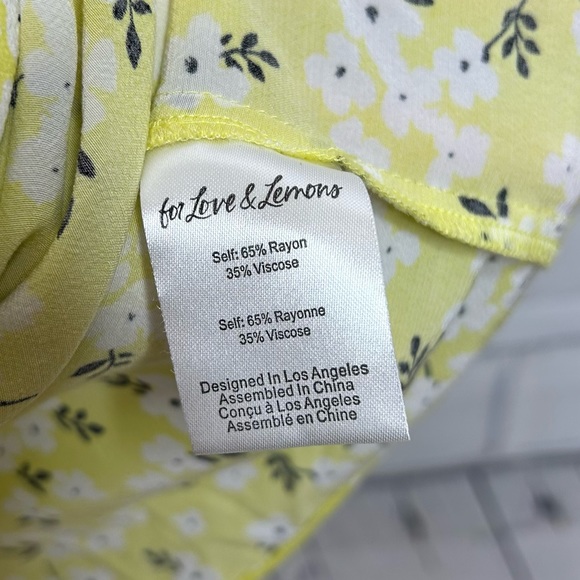 for Love & Lemons
Self: 65% Rayon
35% Viscose
Self: 65% Rayonne
35% Viscose
Designed In Los Angeles
Assembled In China
Conçu à Los Angeles
Assemblé en Chine